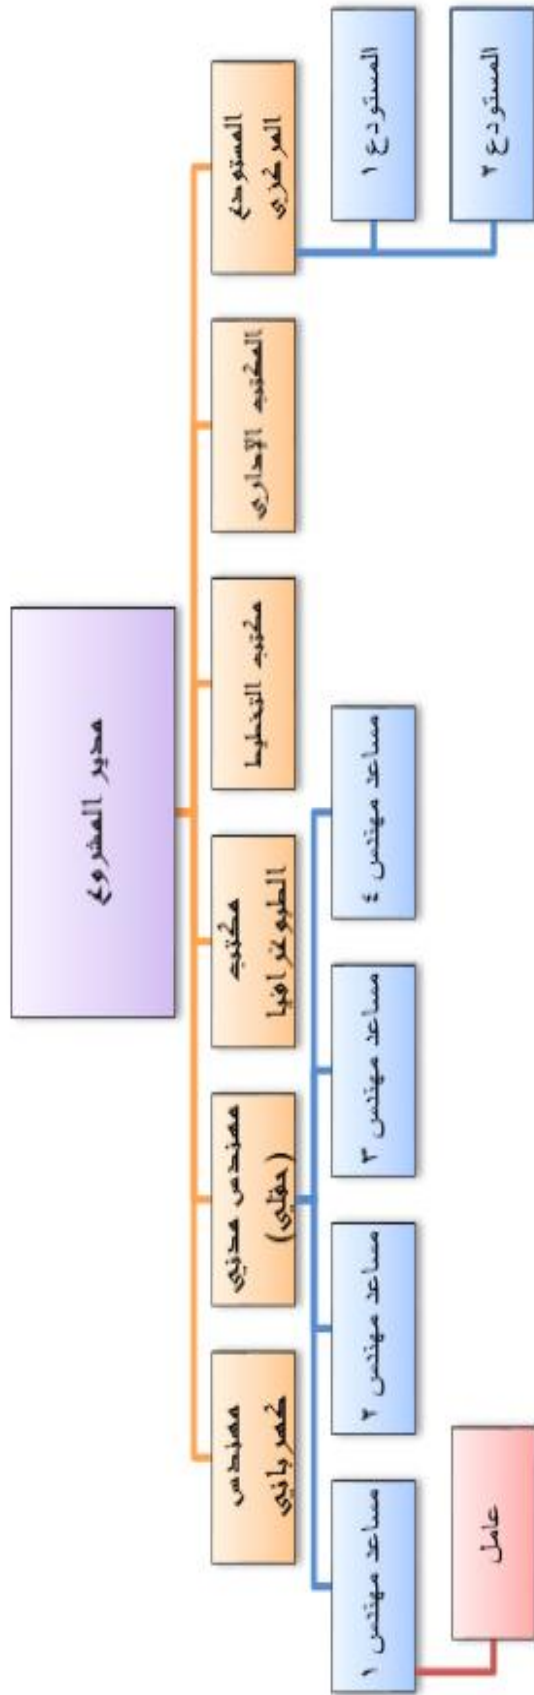 مدير المشروع
المستودع
المركزي
المكتب الإداري
مكتب التخطيط
مكتب
الطبوغرافيا
مهندس مدني
(حقلي)
مهندس
كهربائي
المستودع ١
المستودع ٢
مساعد مهندس ٤
مساعد مهندس ٣
مساعد مهندس ٢
مساعد مهندس ١
عامل